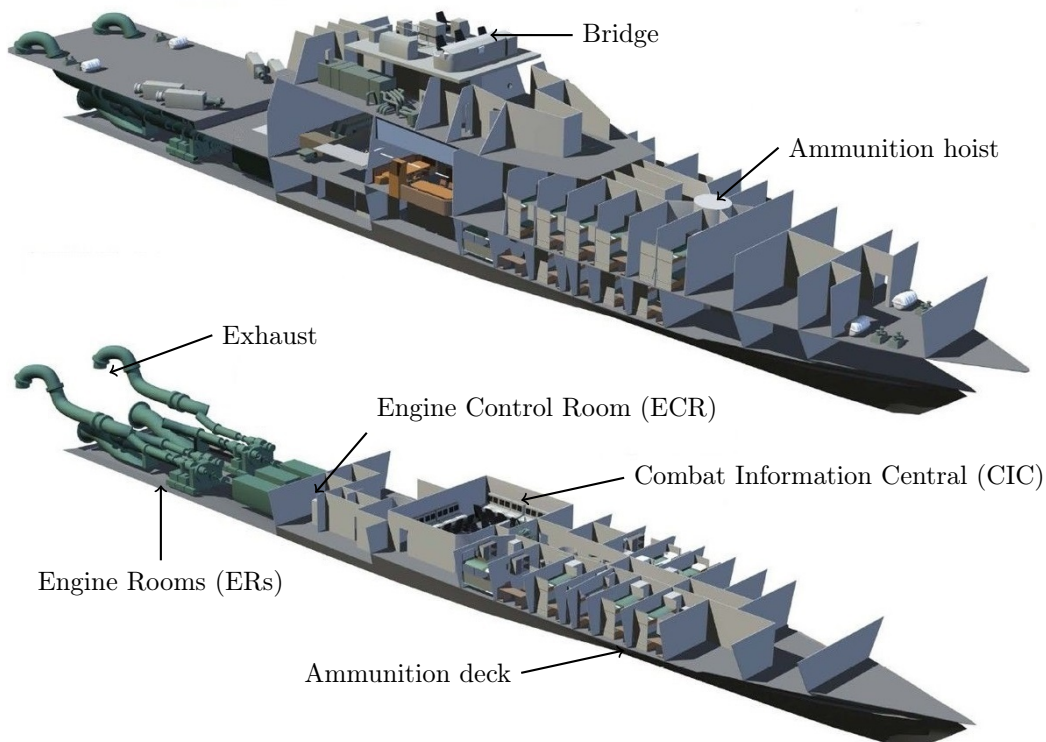 Bridge
Ammunition hoist
Exhaust
Engine Control Room (ECR)
Combat Information Central (CIC)
Engine Rooms (ERs)
Ammunition deck